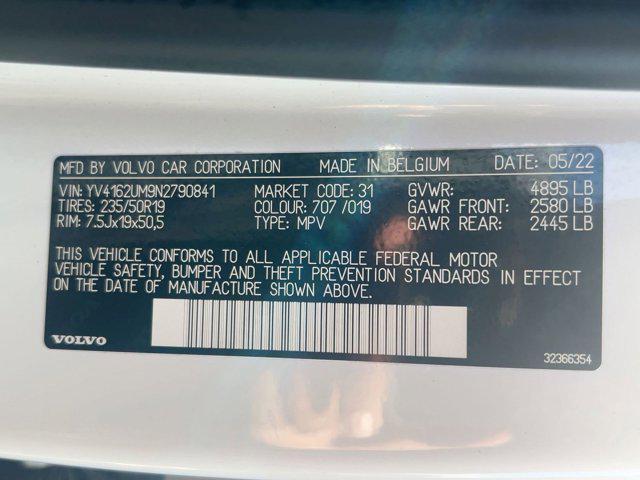 MFD BY VOLVO CAR CORPORATION MADE IN BELGIUM DATE: 05/22
VIN: YV4162UM9N2790841 MARKET CODE: 31 GVWR: 4895 LB
TIRES: 235/50R19 COLOUR: 707 /019 GAWR FRONT: 2580 LB
RIM: 7.5Jx19x50,5 TYPE: MPV GAWR REAR: 2445 LB
THIS VEHICLE CONFORMS TO ALL APPLICABLE FEDERAL MOTOR
VEHICLE SAFETY, BUMPER AND THEFT PREVENTION STANDARDS IN EFFECT
ON THE DATE OF MANUFACTURE SHOWN ABOVE.
VOLVO 32366354